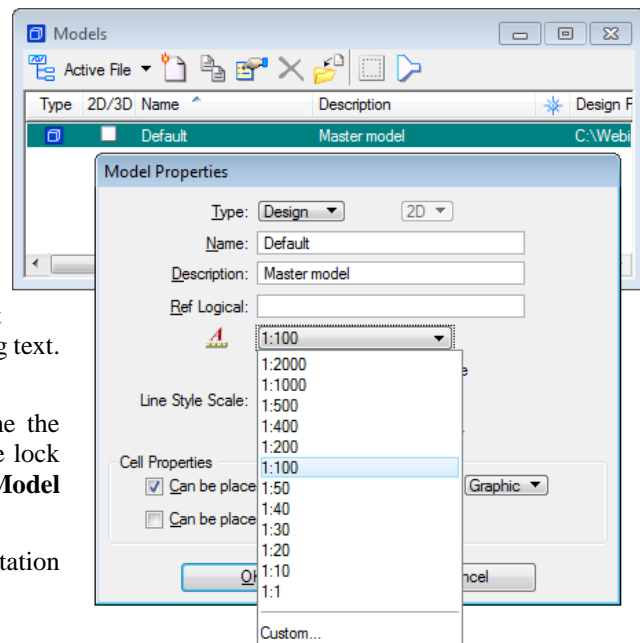 Models
Active File
Type 2D/3D Name Description Design F
Default Master model C:\Webi
Model Properties
Type: Design 2D
Name: Default
Description: Master model
Ref Logical:
g text.
A 1:100
1:2000
1:1000
Line Style Scale: 1:500
1:400
ne the
1:200
e lock
Cell Properties 1:100
Model
Can be place 1:50 Graphic
1:40
Can be place 1:30
1:20
tation
1:10
1:1 ncel
Custom...